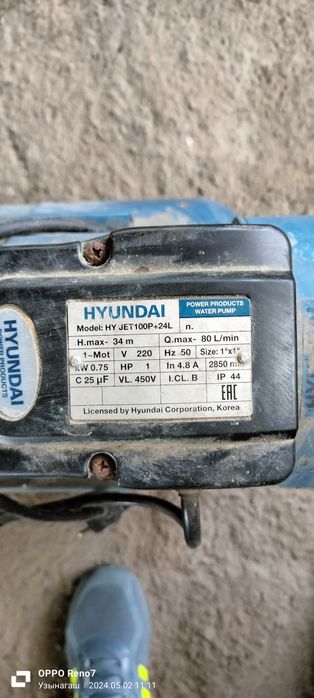 HYUNDAI
POWER PRODUCTS
HYUNDAI
POWER PRODUCTS
WATER PUMP
Model: HY JET100P+24L n.
H.max- 34 m Q.max- 80 L/min
1~Mot V 220 Hz 50 Size: 1"x1"
kW 0.75 HP 1 In 4.8 A 2850 min
C 25 µF VL. 450V I.CL. B IP 44
EAC
Licensed by Hyundai Corporation, Korea
OPPO Reno7
Узынагаш 2024.05.02 11:11